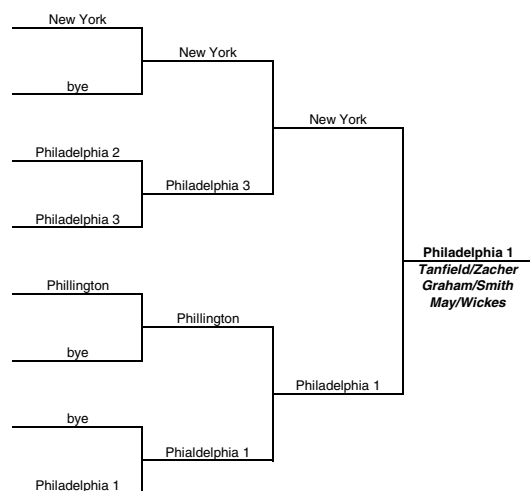 New York
New York
bye
New York
Philadelphia 2
Philadelphia 3
Philadelphia 3
Philadelphia 1
Tanfield/Zacher
Graham/Smith
May/Wickes
Phillington
Phillington
bye
Philadelphia 1
bye
Phialdelphia 1
Philadelphia 1